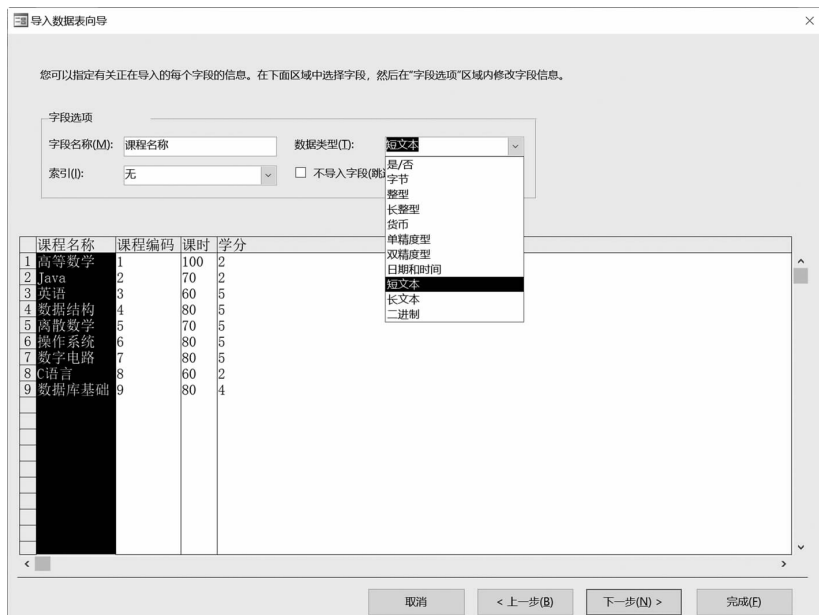 导入数据表向导
您可以指定有关正在导入的每个字段的信息。在下面区域中选择字段，然后在"字段选项"区域内修改字段信息。
字段选项
字段名称(M): 课程名称 数据类型(T): 短文本
索引(I): 无 不导入字段(跳
是/否
字节
整型
长整型
货币
单精度型
双精度型
日期和时间
短文本
长文本
二进制
课程名称 课程编码 课时 学分
1 高等数学 1 100 2
2 Java 2 70 2
3 英语 3 60 5
4 数据结构 4 80 5
5 离散数学 5 70 5
6 操作系统 6 80 5
7 数字电路 7 80 5
8 C语言 8 60 2
9 数据库基础 9 80 4
取消 < 上一步(B) 下一步(N) > 完成(F)